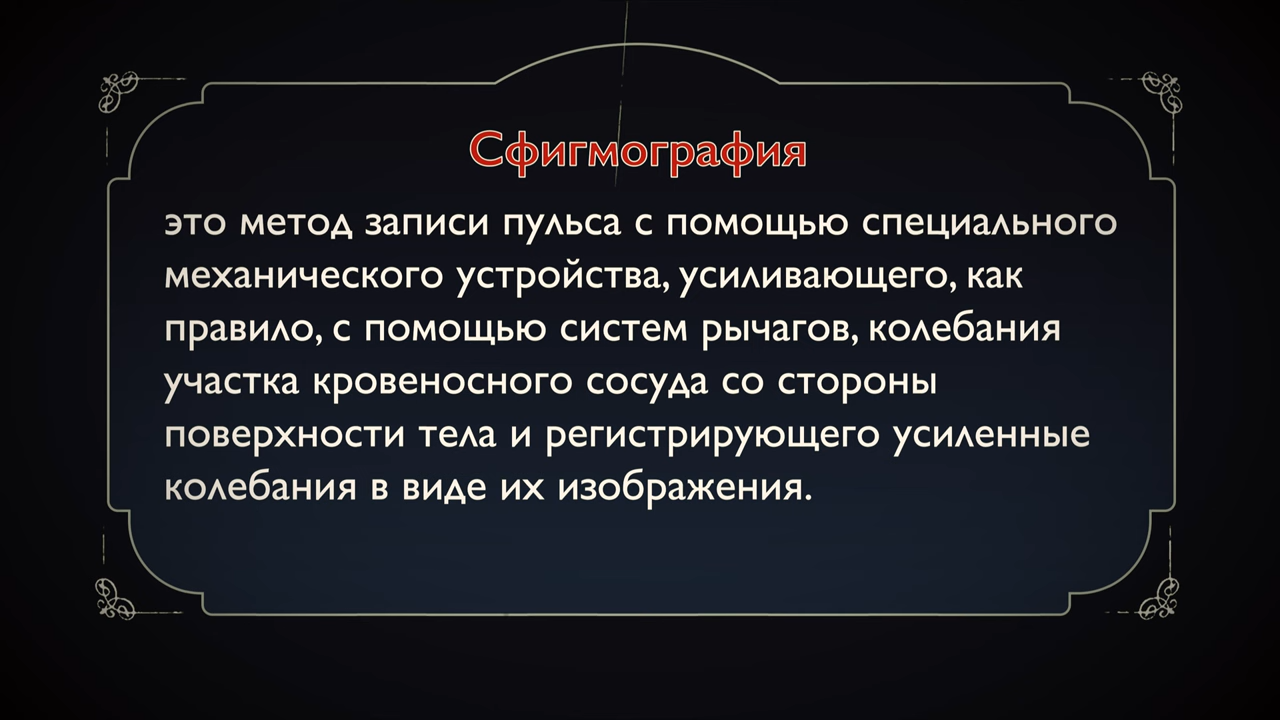 Сфигмография
это метод записи пульса с помощью специального
механического устройства, усиливающего, как
правило, с помощью систем рычагов, колебания
участка кровеносного сосуда со стороны
поверхности тела и регистрирующего усиленные
колебания в виде их изображения.